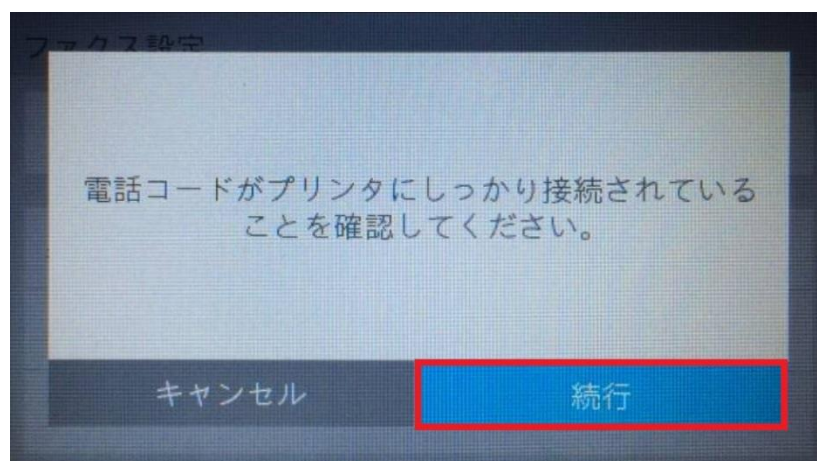 ファクス設定
電話コードがプリンタにしっかり接続されている
ことを確認してください。
キャンセル
続行